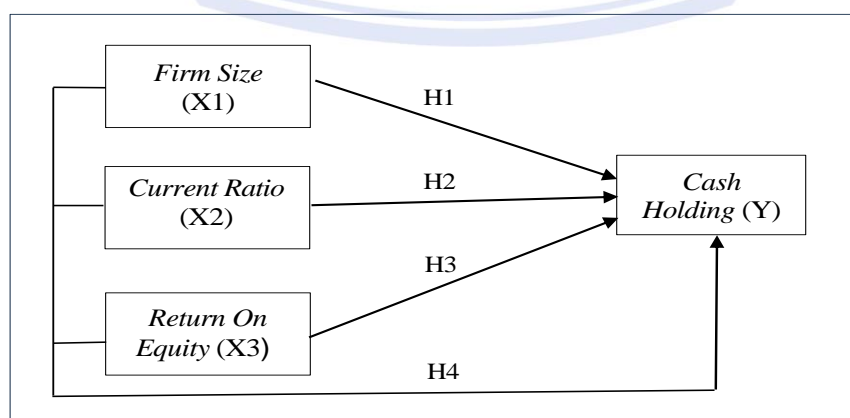 Firm Size
(X1)
H1
Current Ratio
(X2)
H2
Cash
Holding (Y)
H3
Return On
Equity (X3)
H4